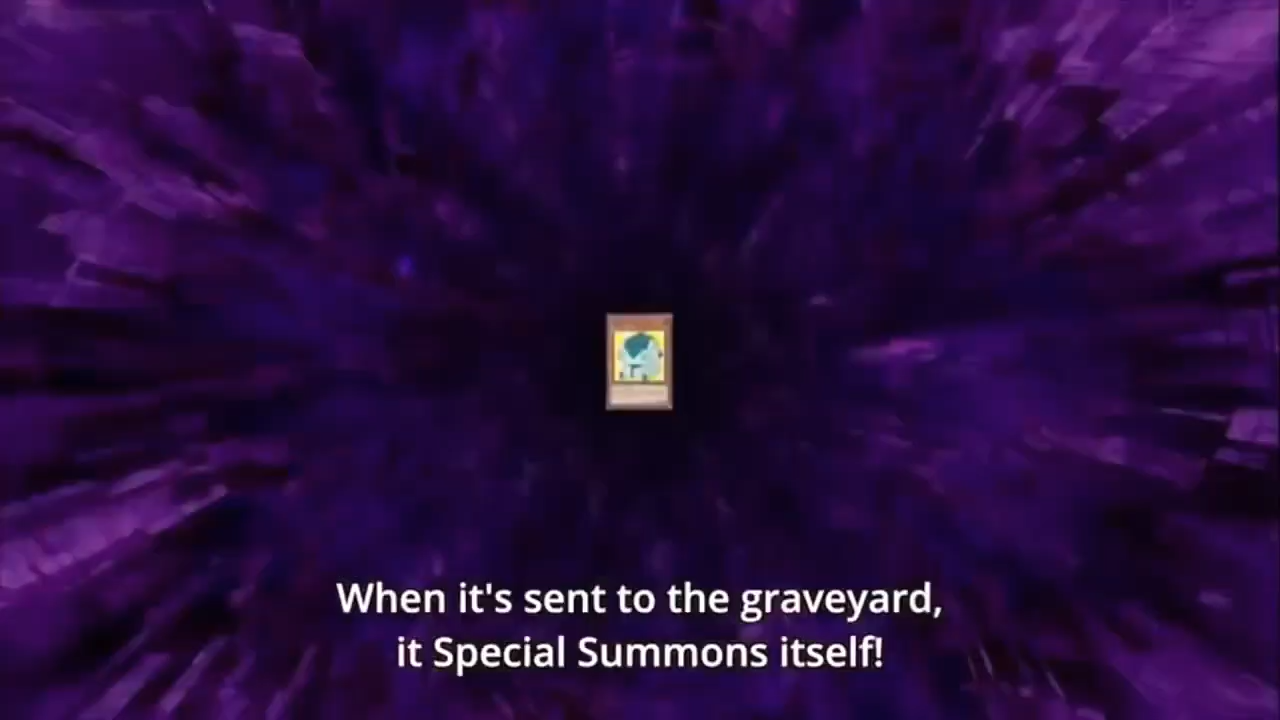 When it's sent to the graveyard,
it Special Summons itself!